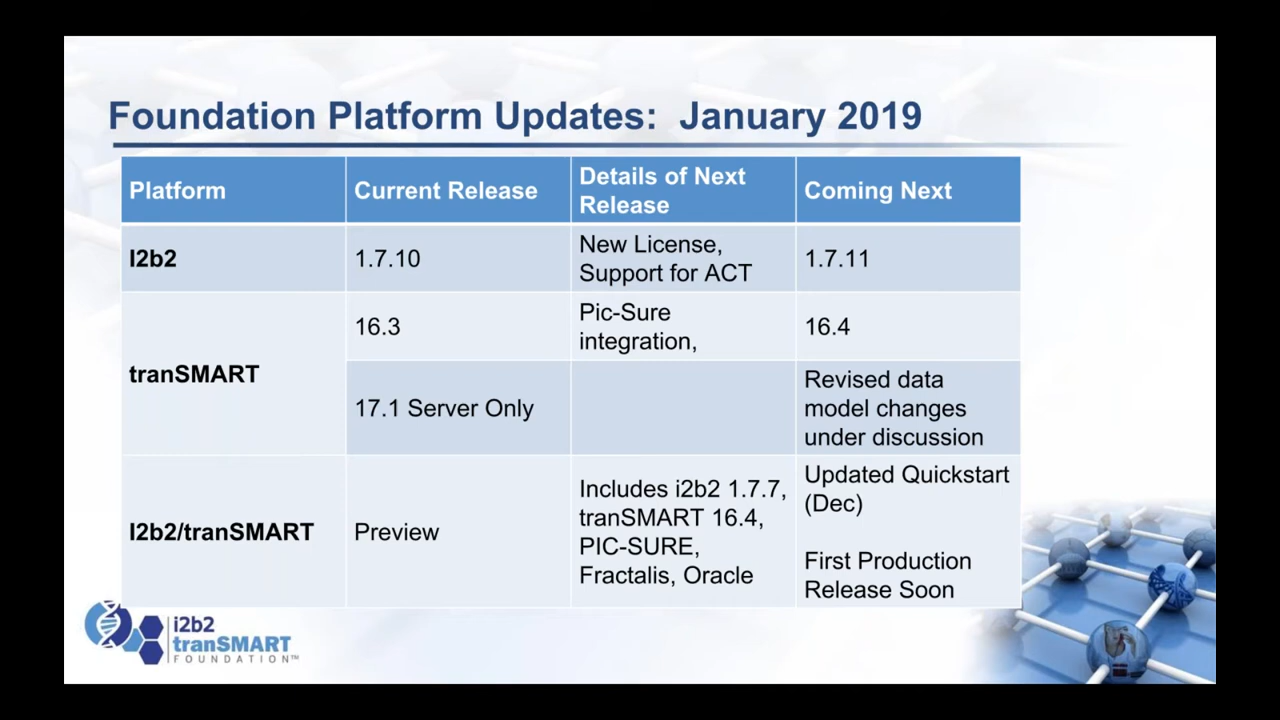 Foundation Platform Updates:  January 2019
Platform
Current Release
Details of Next
Release
Coming Next
I2b2
1.7.10
New License,
Support for ACT
1.7.11
tranSMART
16.3
Pic-Sure
integration,
16.4
17.1 Server Only
Revised data
model changes
under discussion
I2b2/tranSMART
Preview
Includes i2b2 1.7.7,
tranSMART 16.4,
PIC-SURE,
Fractalis, Oracle
Updated Quickstart
(Dec)
First Production
Release Soon
i2b2
tranSMART
FOUNDATION™